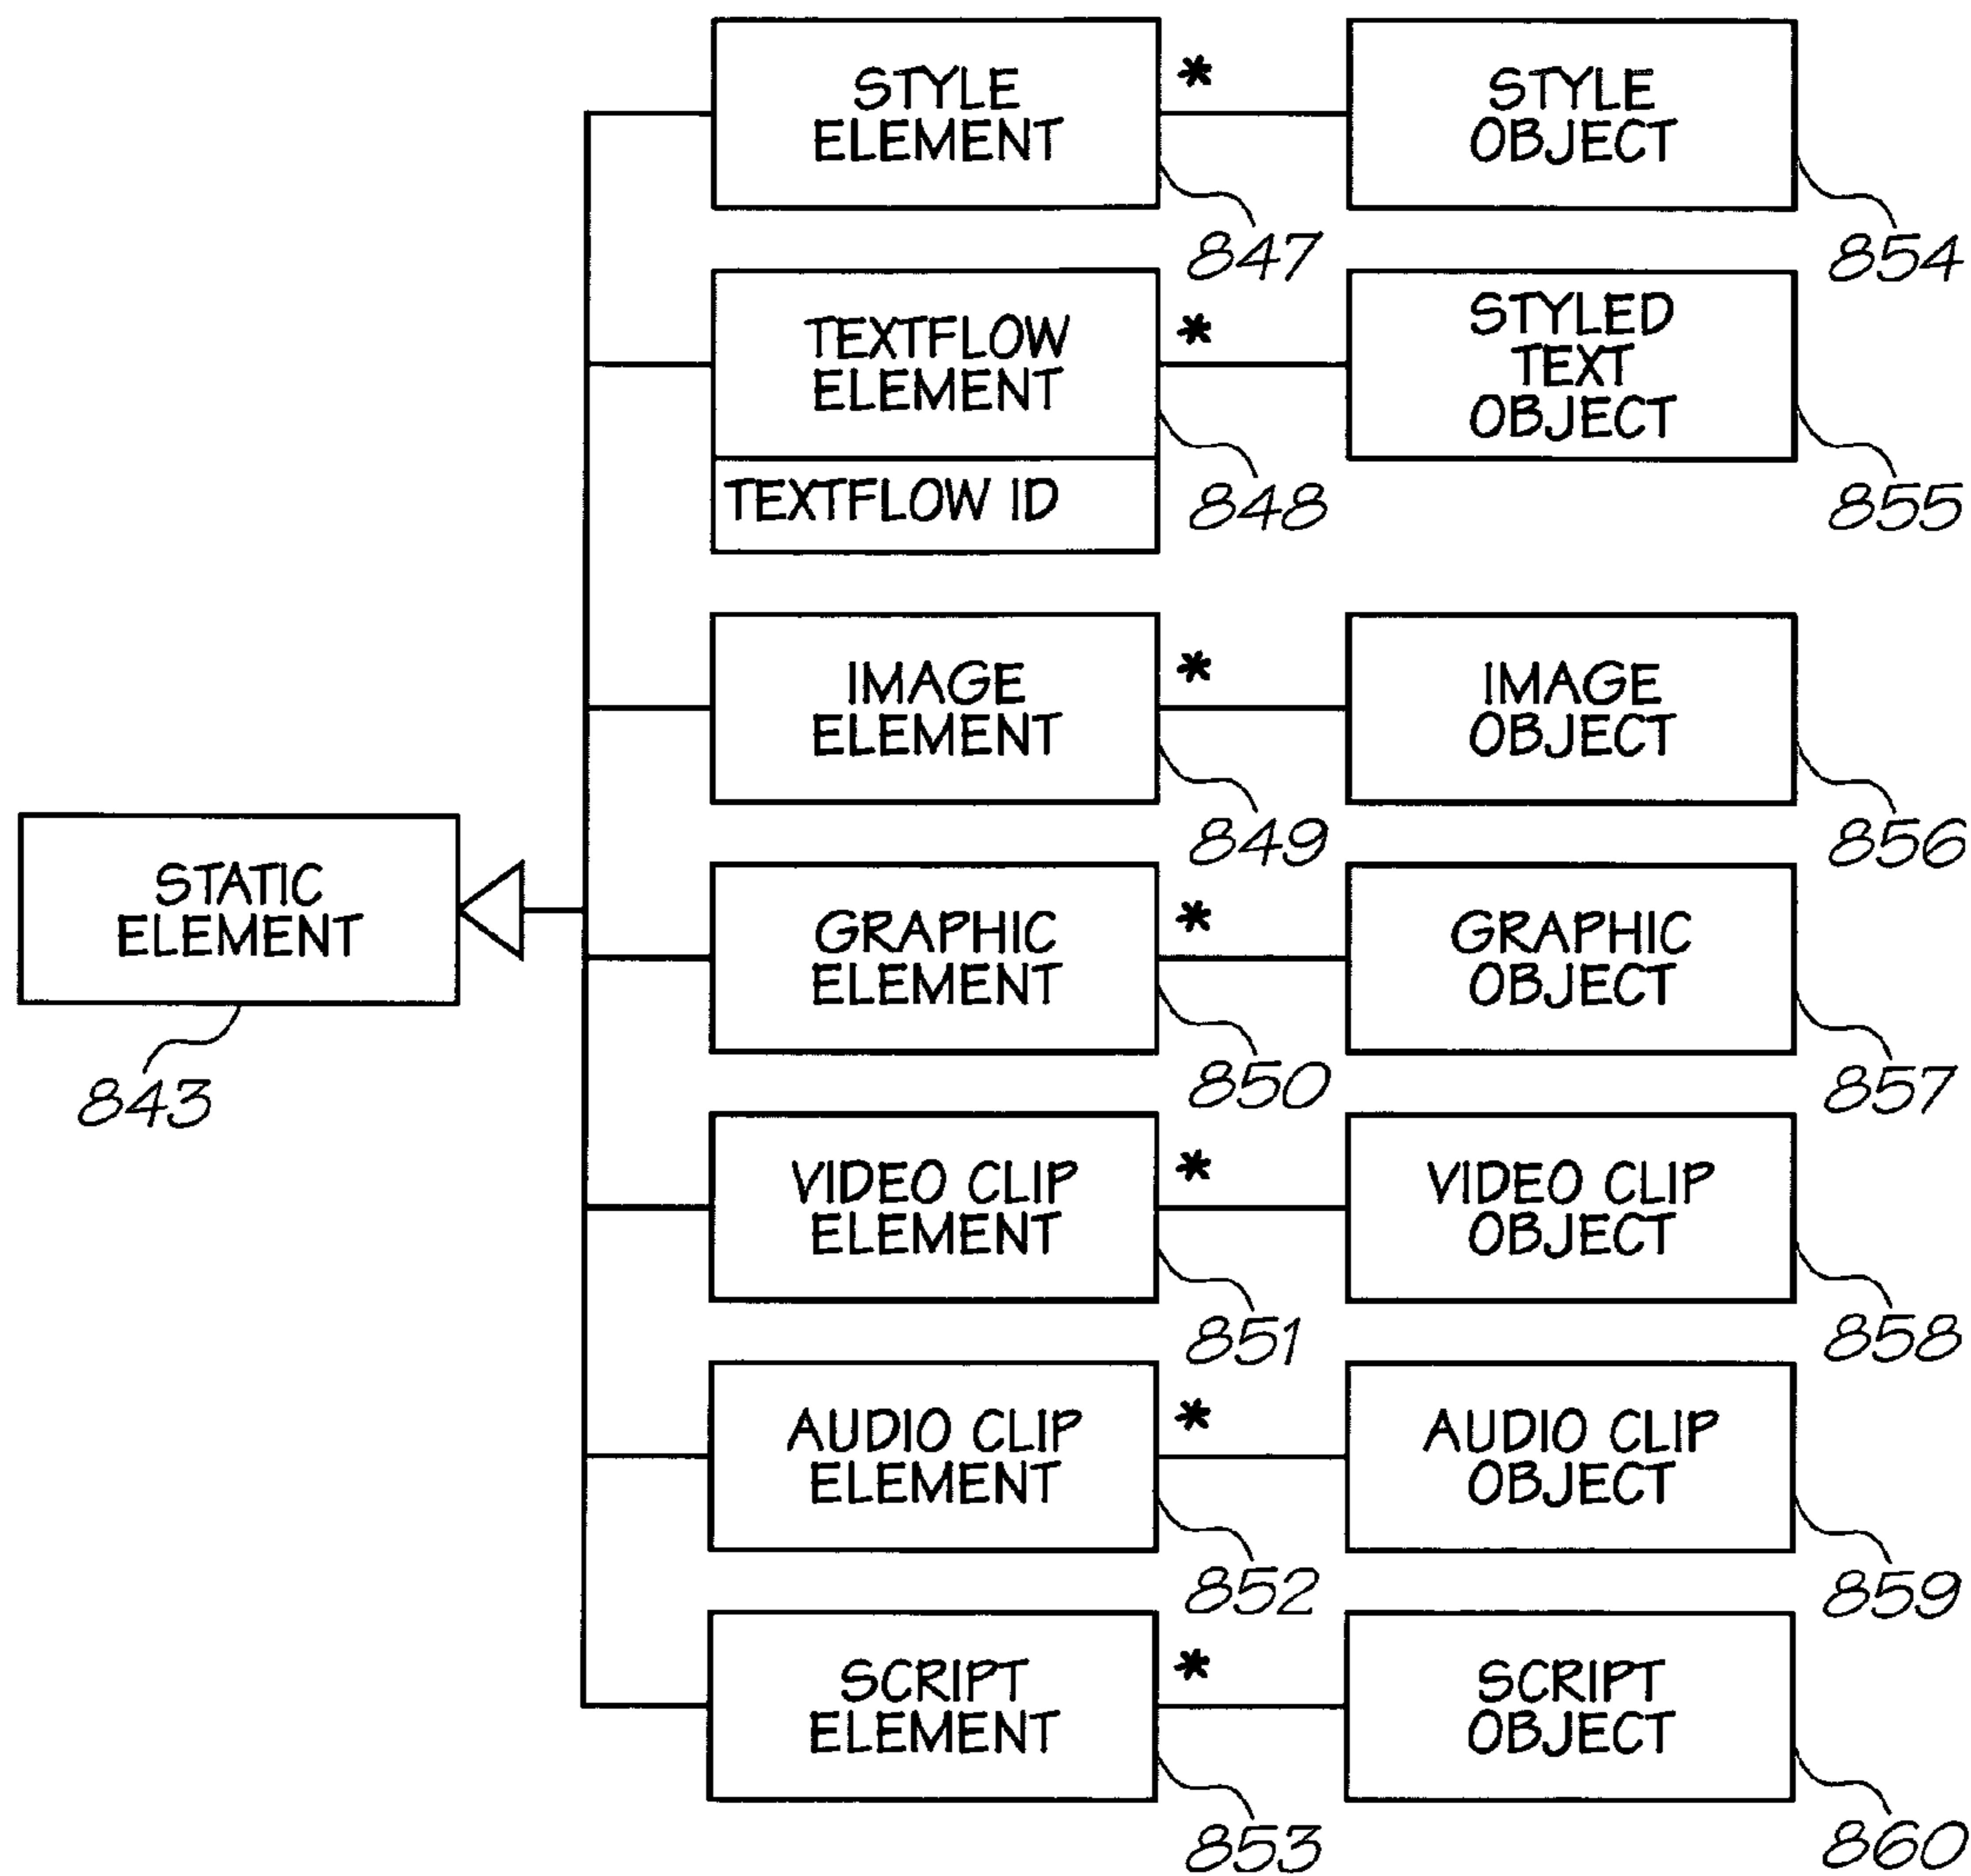 STYLE
ELEMENT
*
STYLE
OBJECT
847
854
TEXTFLOW
ELEMENT
TEXTFLOW ID
*
STYLED
TEXT
OBJECT
848
855
IMAGE
ELEMENT
*
IMAGE
OBJECT
849
856
STATIC
ELEMENT
843
GRAPHIC
ELEMENT
*
GRAPHIC
OBJECT
850
857
VIDEO CLIP
ELEMENT
*
VIDEO CLIP
OBJECT
851
858
AUDIO CLIP
ELEMENT
*
AUDIO CLIP
OBJECT
852
859
SCRIPT
ELEMENT
*
SCRIPT
OBJECT
853
860